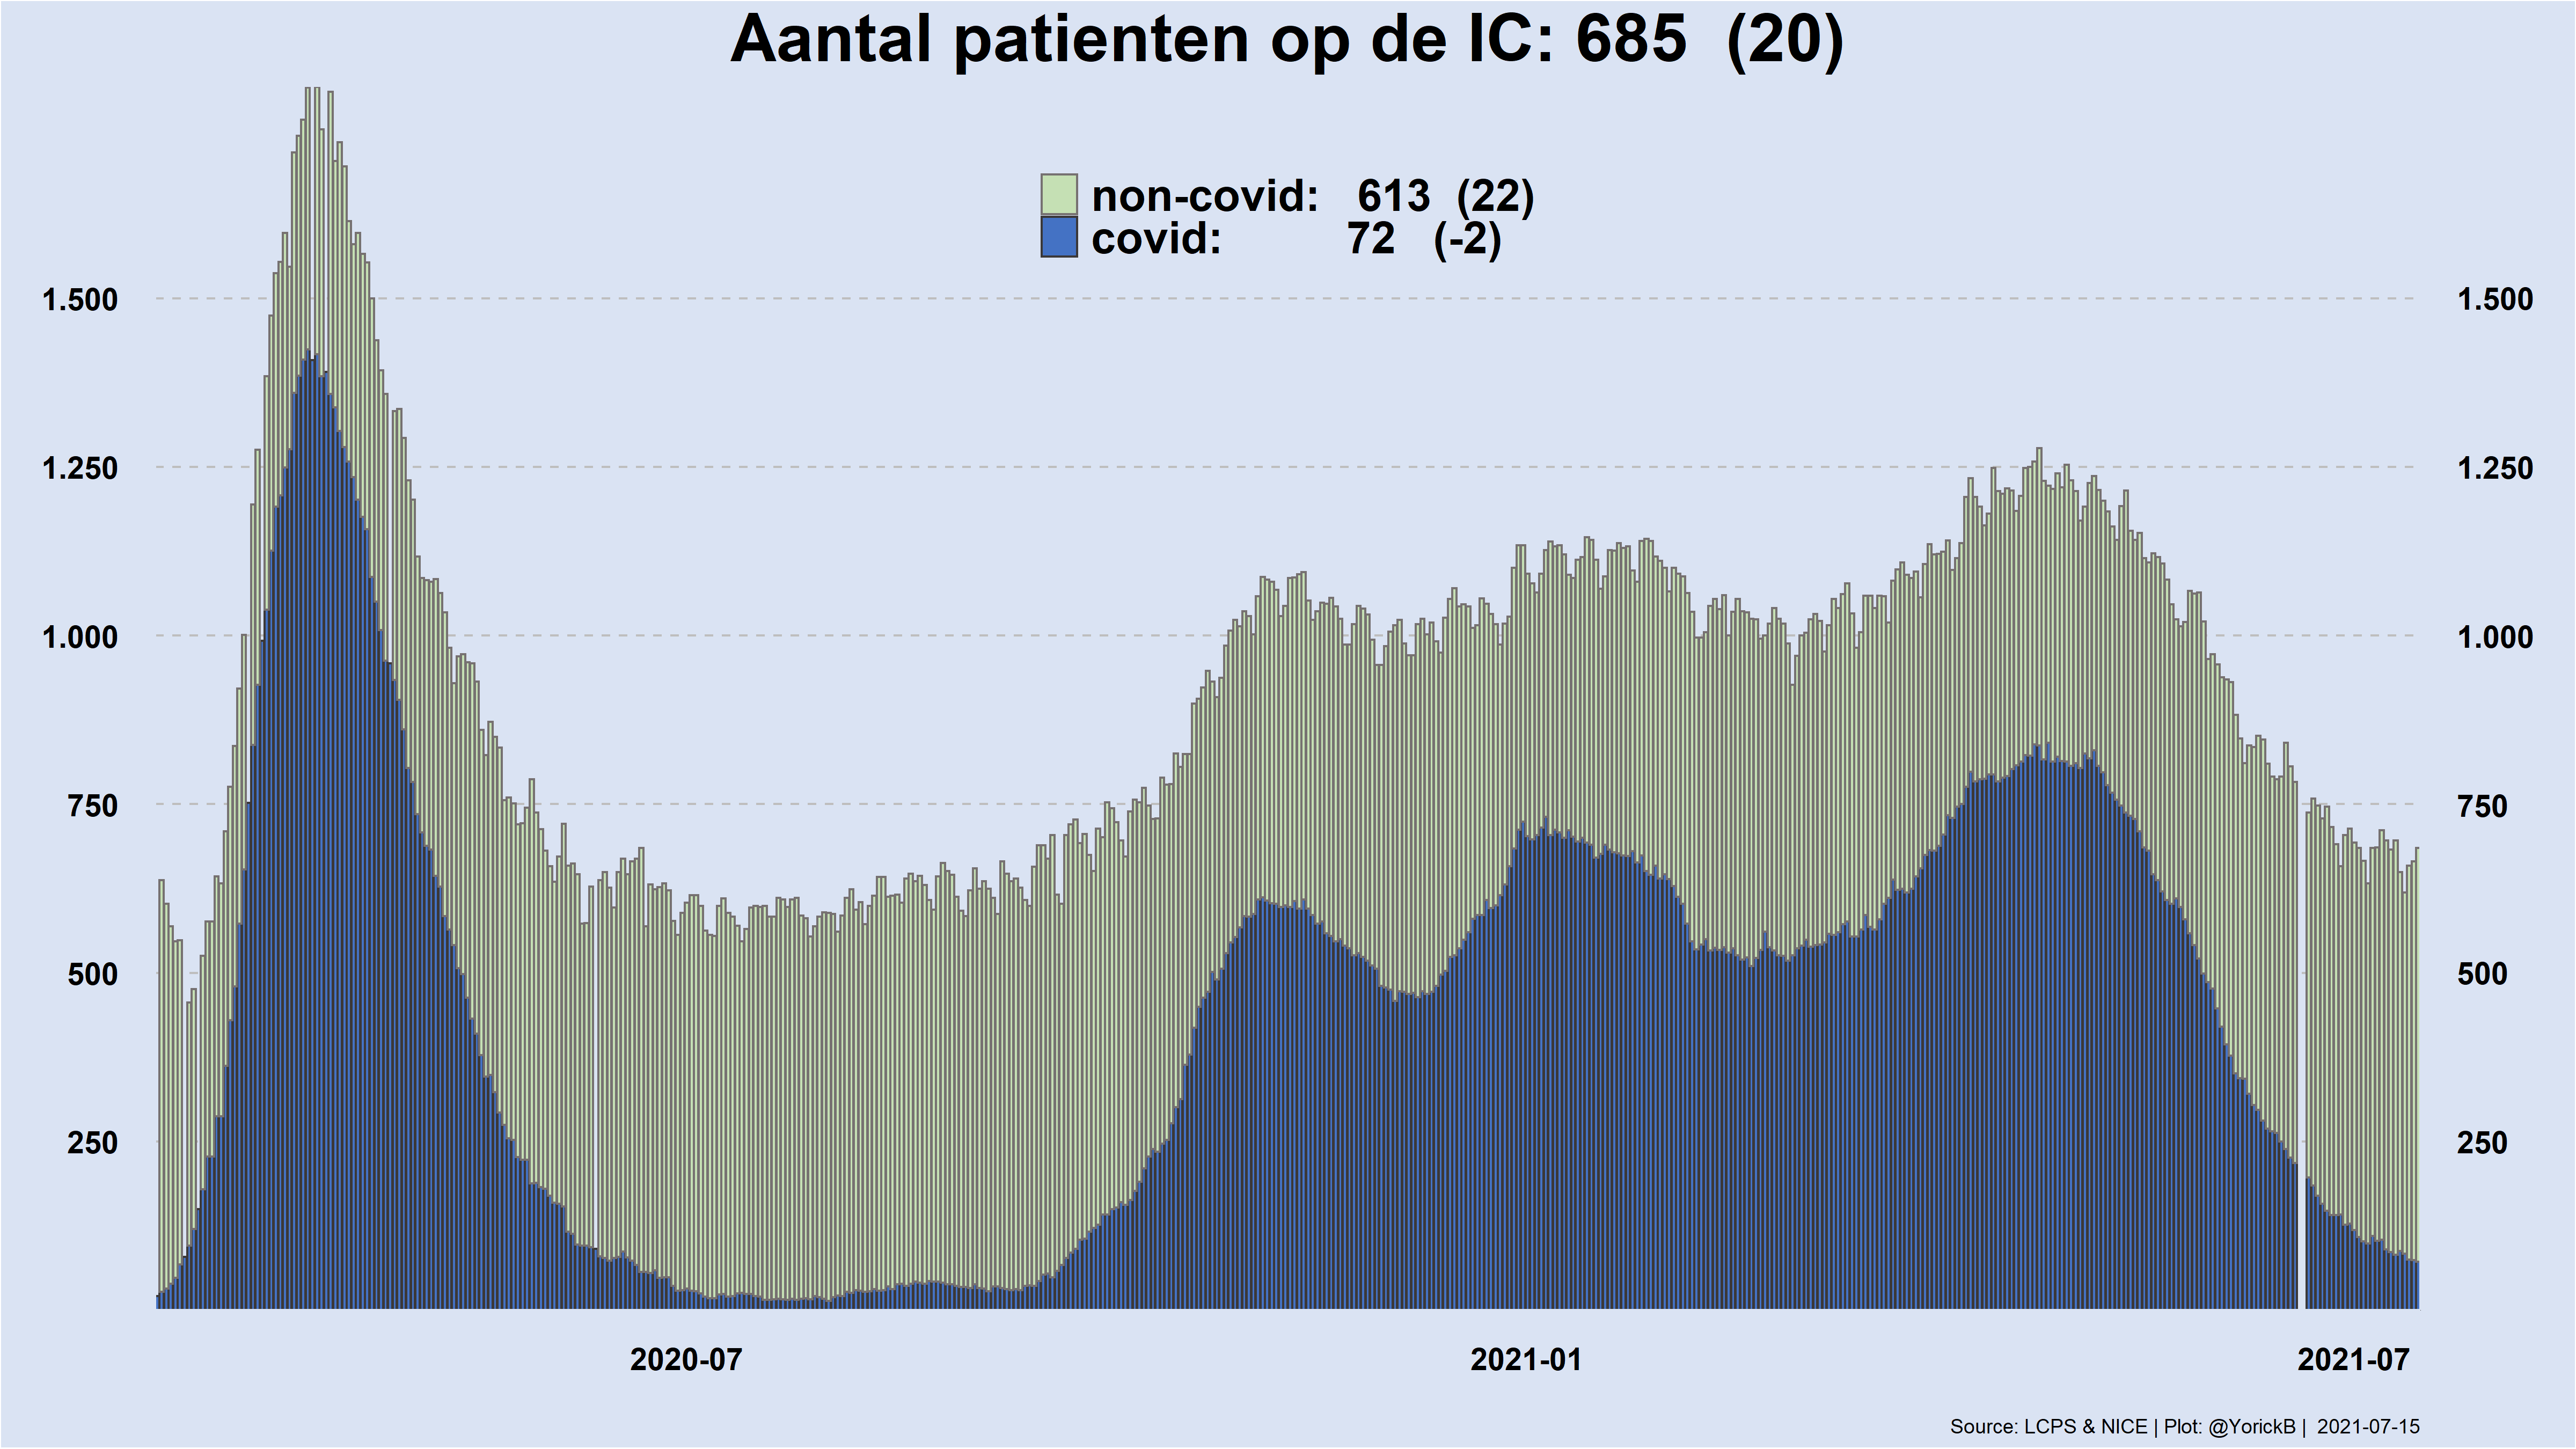 Aantal patienten op de IC: 685 (20)
non-covid: 613 (22)
covid: 72 (-2)
1.500 1.500
1.250 1.250
1.000 1.000
750 750
500 500
250 250
2020-07 2021-01 2021-07
Source: LCPS & NICE | Plot: @YorickB | 2021-07-15